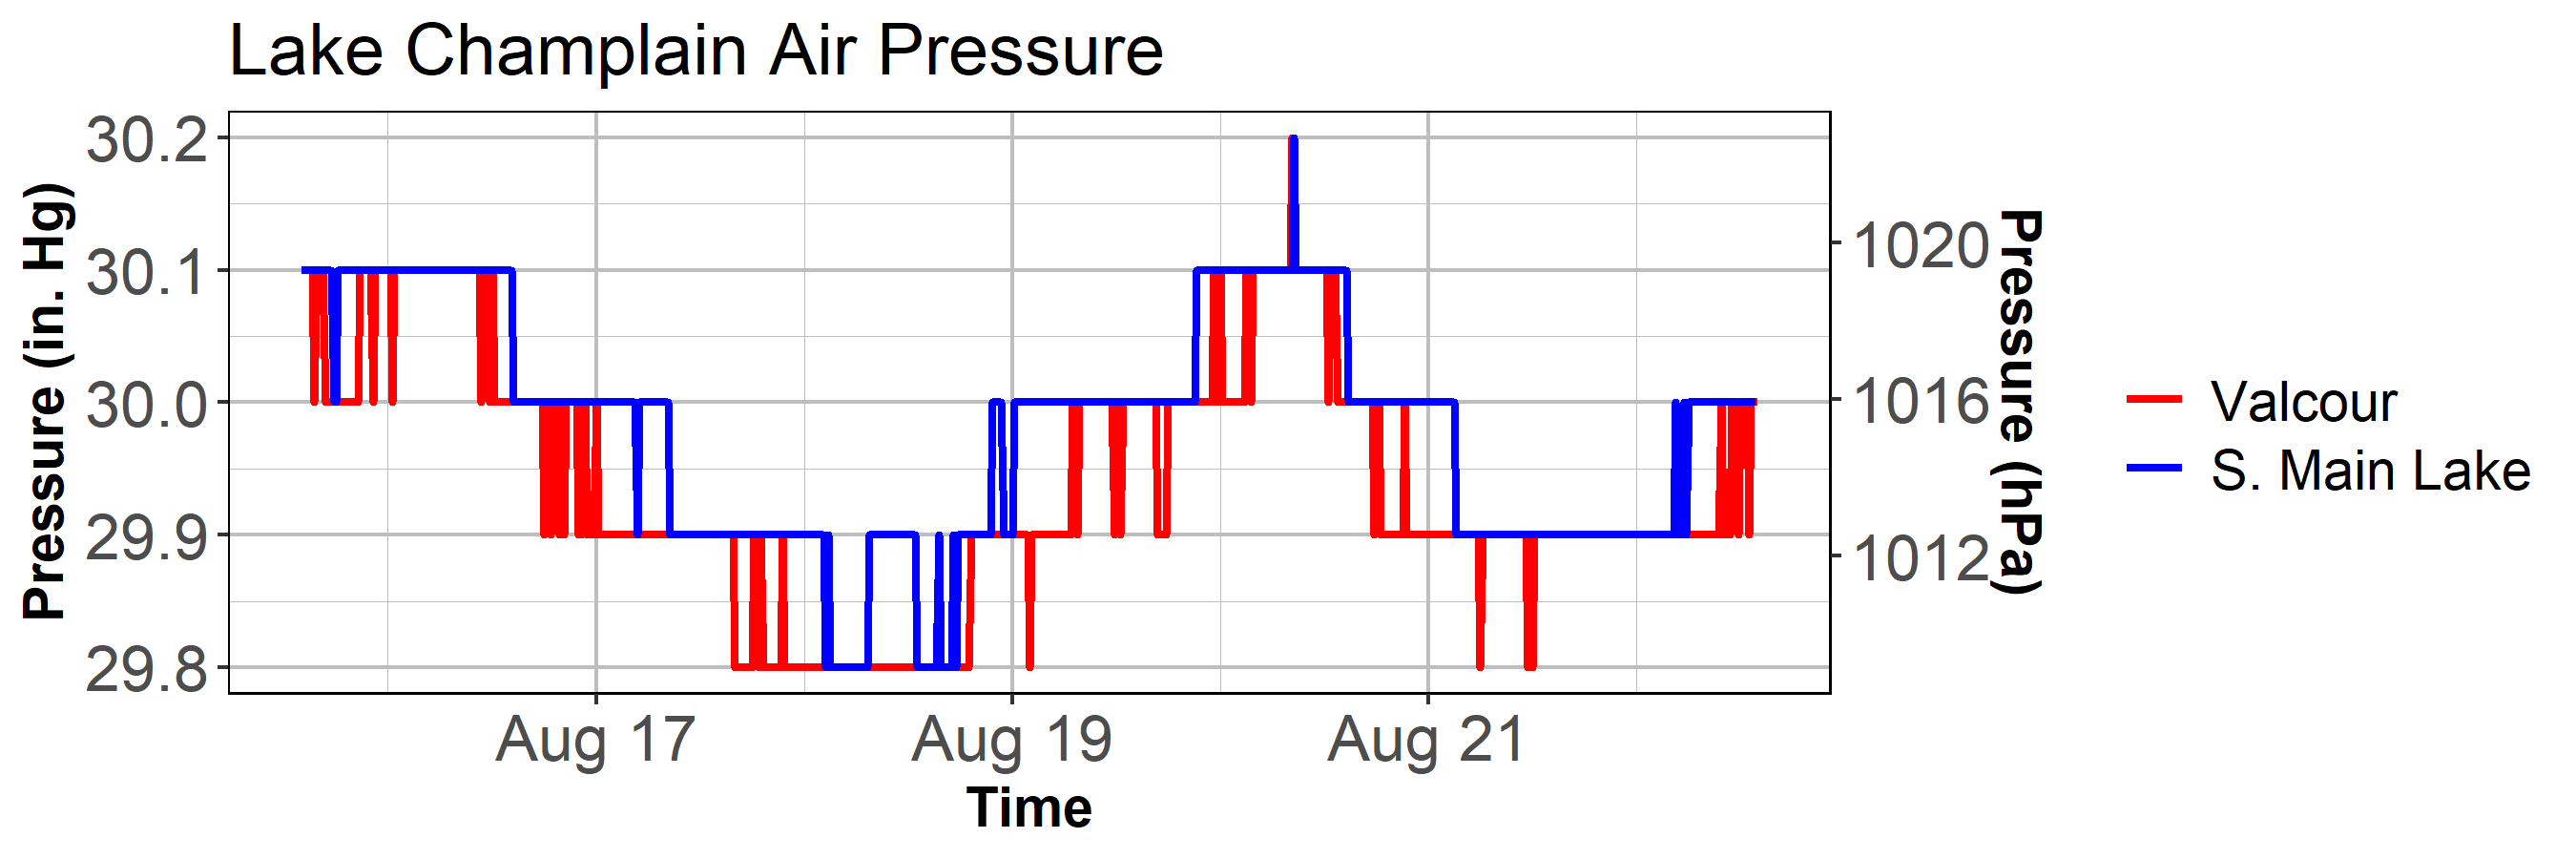 Lake Champlain Air Pressure
Pressure (in. Hg)
30.2
30.1
30.0
29.9
29.8
1020
1016
1012
Pressure (hPa)
Aug 17
Aug 19
Aug 21
Time
Valcour
S. Main Lake